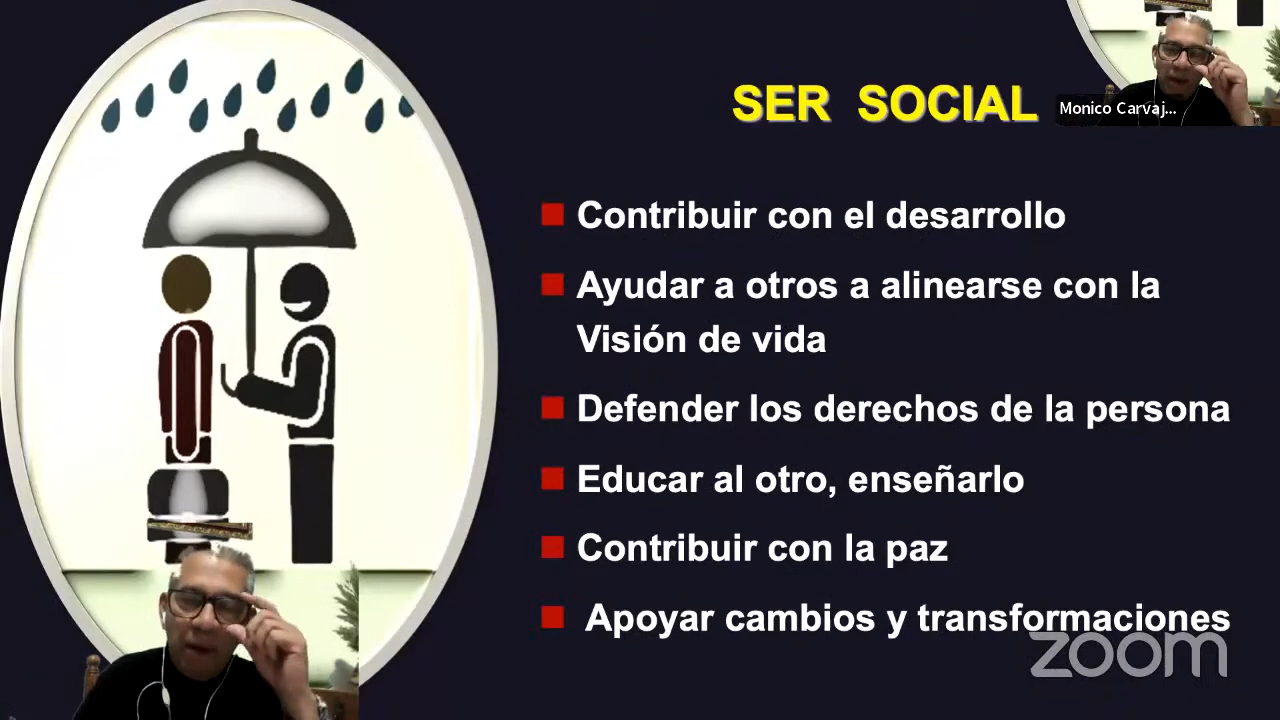 SER SOCIAL
Monico Carvaj...
Contribuir con el desarrollo
Ayudar a otros a alinearse con la
Visión de vida
Defender los derechos de la persona
Educar al otro, enseñarlo
Contribuir con la paz
Apoyar cambios y transformaciones
zoom